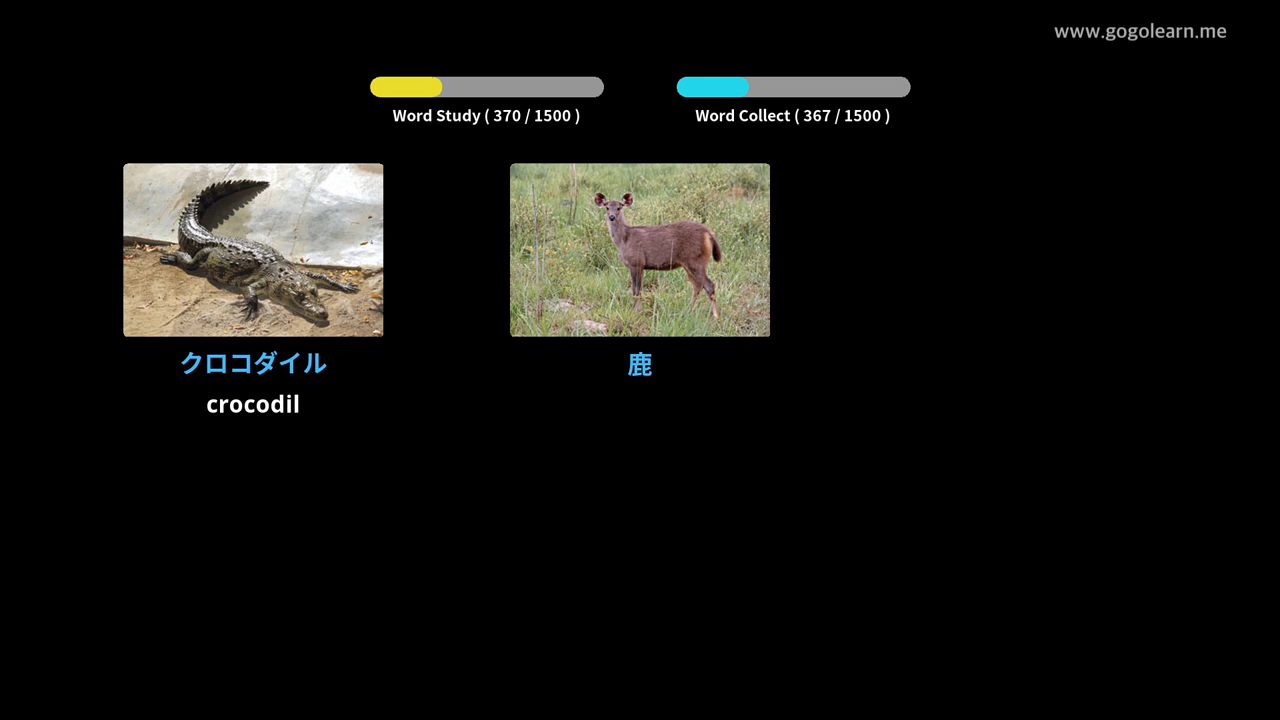 www.gogolearn.me
Word Study ( 370 / 1500 )
Word Collect ( 367 / 1500 )
クロコダイル
crocodil
鹿